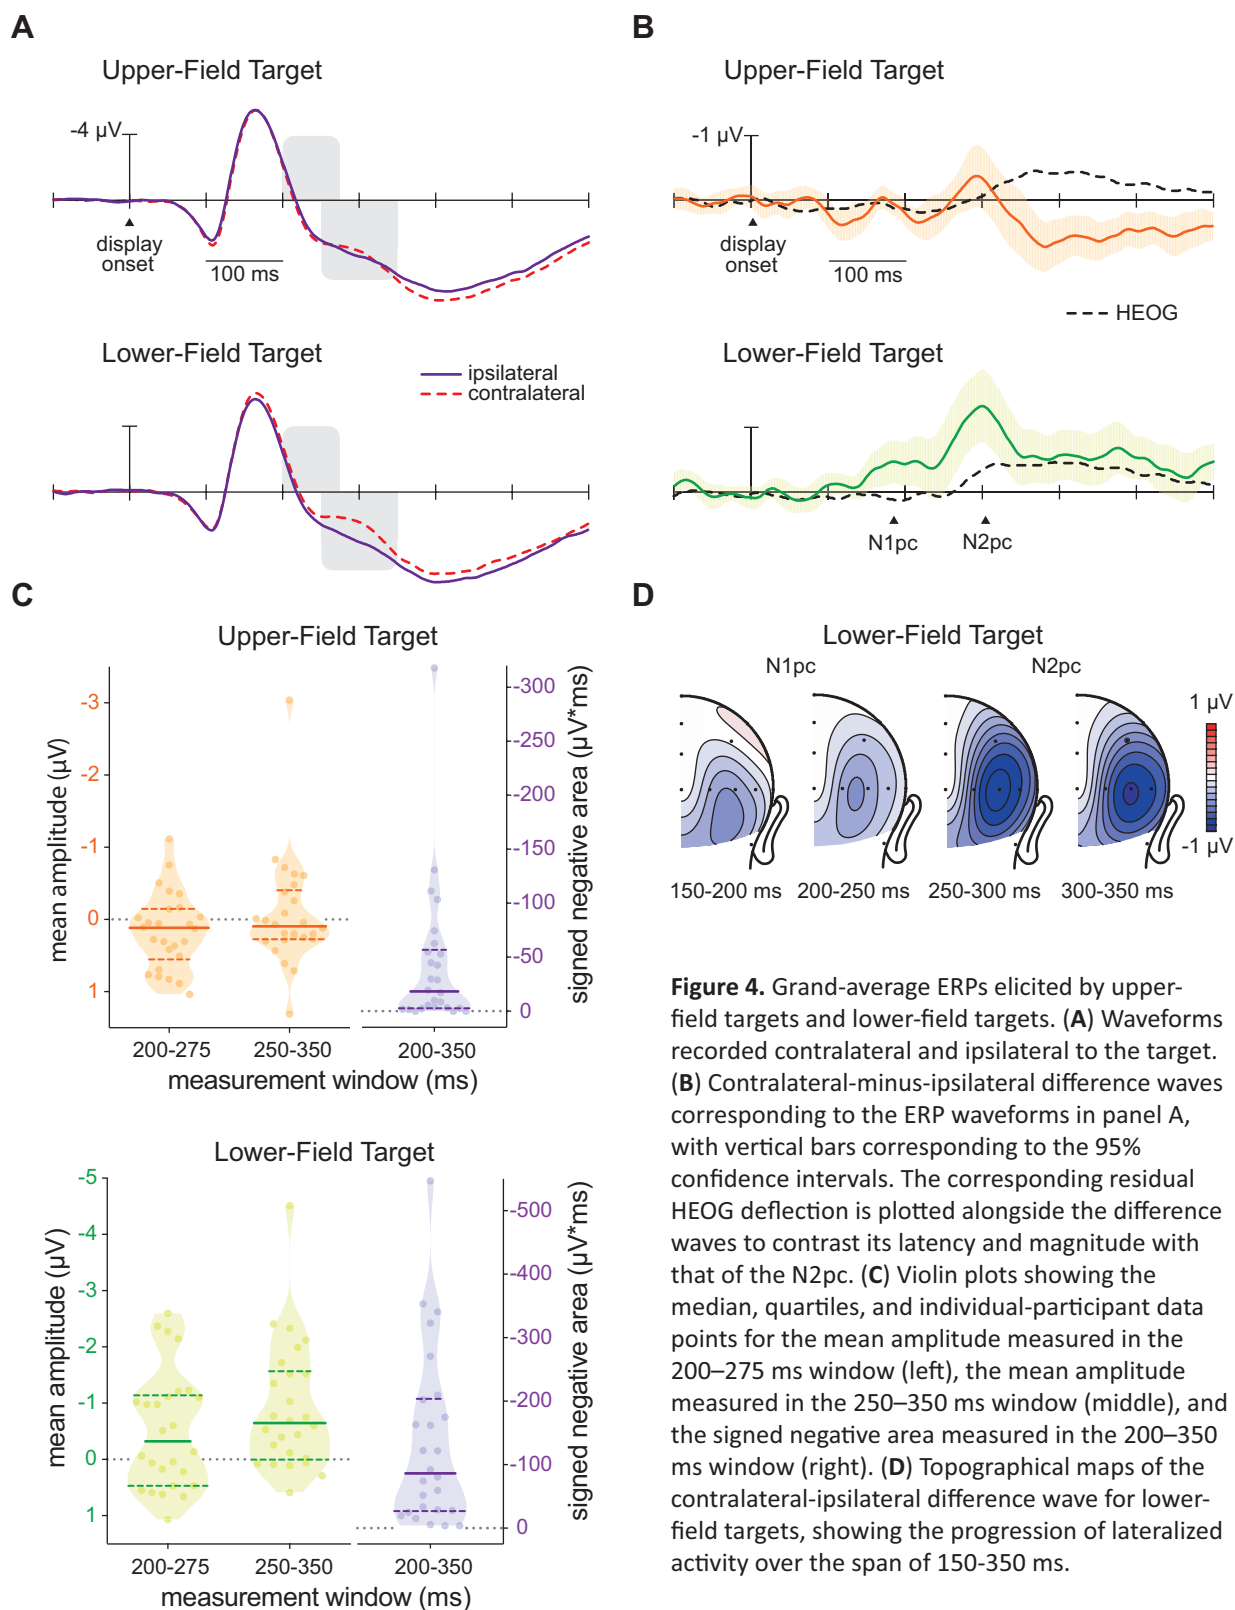 A
Upper-Field Target
-4 µV
display
onset
100 ms
Lower-Field Target
ipsilateral
contralateral
B
Upper-Field Target
-1 µV
display
onset
100 ms
HEOG
Lower-Field Target
N1pc
N2pc
C
Upper-Field Target
mean amplitude (µV)
-3
-2
-1
0
1
signed negative area (µV*ms)
-300
-250
-200
-150
-100
-50
0
200-275
250-350
200-350
measurement window (ms)
Lower-Field Target
mean amplitude (µV)
-5
-4
-3
-2
-1
0
1
signed negative area (µV*ms)
-500
-400
-300
-200
-100
0
200-275
250-350
200-350
measurement window (ms)
D
Lower-Field Target
N1pc
N2pc
1 µV
-1 µV
150-200 ms
200-250 ms
250-300 ms
300-350 ms
Figure 4. Grand-average ERPs elicited by upper-
field targets and lower-field targets. (A) Waveforms
recorded contralateral and ipsilateral to the target.
(B) Contralateral-minus-ipsilateral difference waves
corresponding to the ERP waveforms in panel A,
with vertical bars corresponding to the 95%
confidence intervals. The corresponding residual
HEOG deflection is plotted alongside the difference
waves to contrast its latency and magnitude with
that of the N2pc. (C) Violin plots showing the
median, quartiles, and individual-participant data
points for the mean amplitude measured in the
200–275 ms window (left), the mean amplitude
measured in the 250–350 ms window (middle), and
the signed negative area measured in the 200–350
ms window (right). (D) Topographical maps of the
contralateral-ipsilateral difference wave for lower-
field targets, showing the progression of lateralized
activity over the span of 150-350 ms.